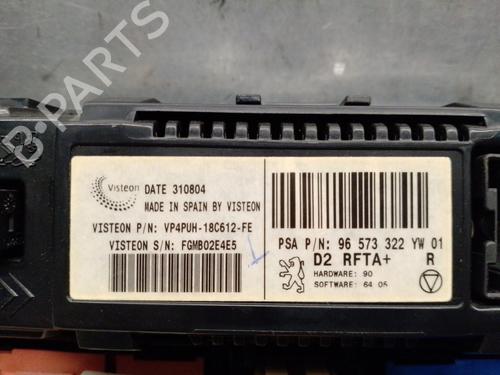 B-PARTS
Visteon
DATE 310804
MADE IN SPAIN BY VISTEON
VISTEON P/N: VP4PUH-18C612-FE
VISTEON S/N: FGMB02E4E5
PSA P/N: 96 573 322 YW 01
D2 RFTA+ R
HARDWARE: 90
SOFTWARE: 64 05